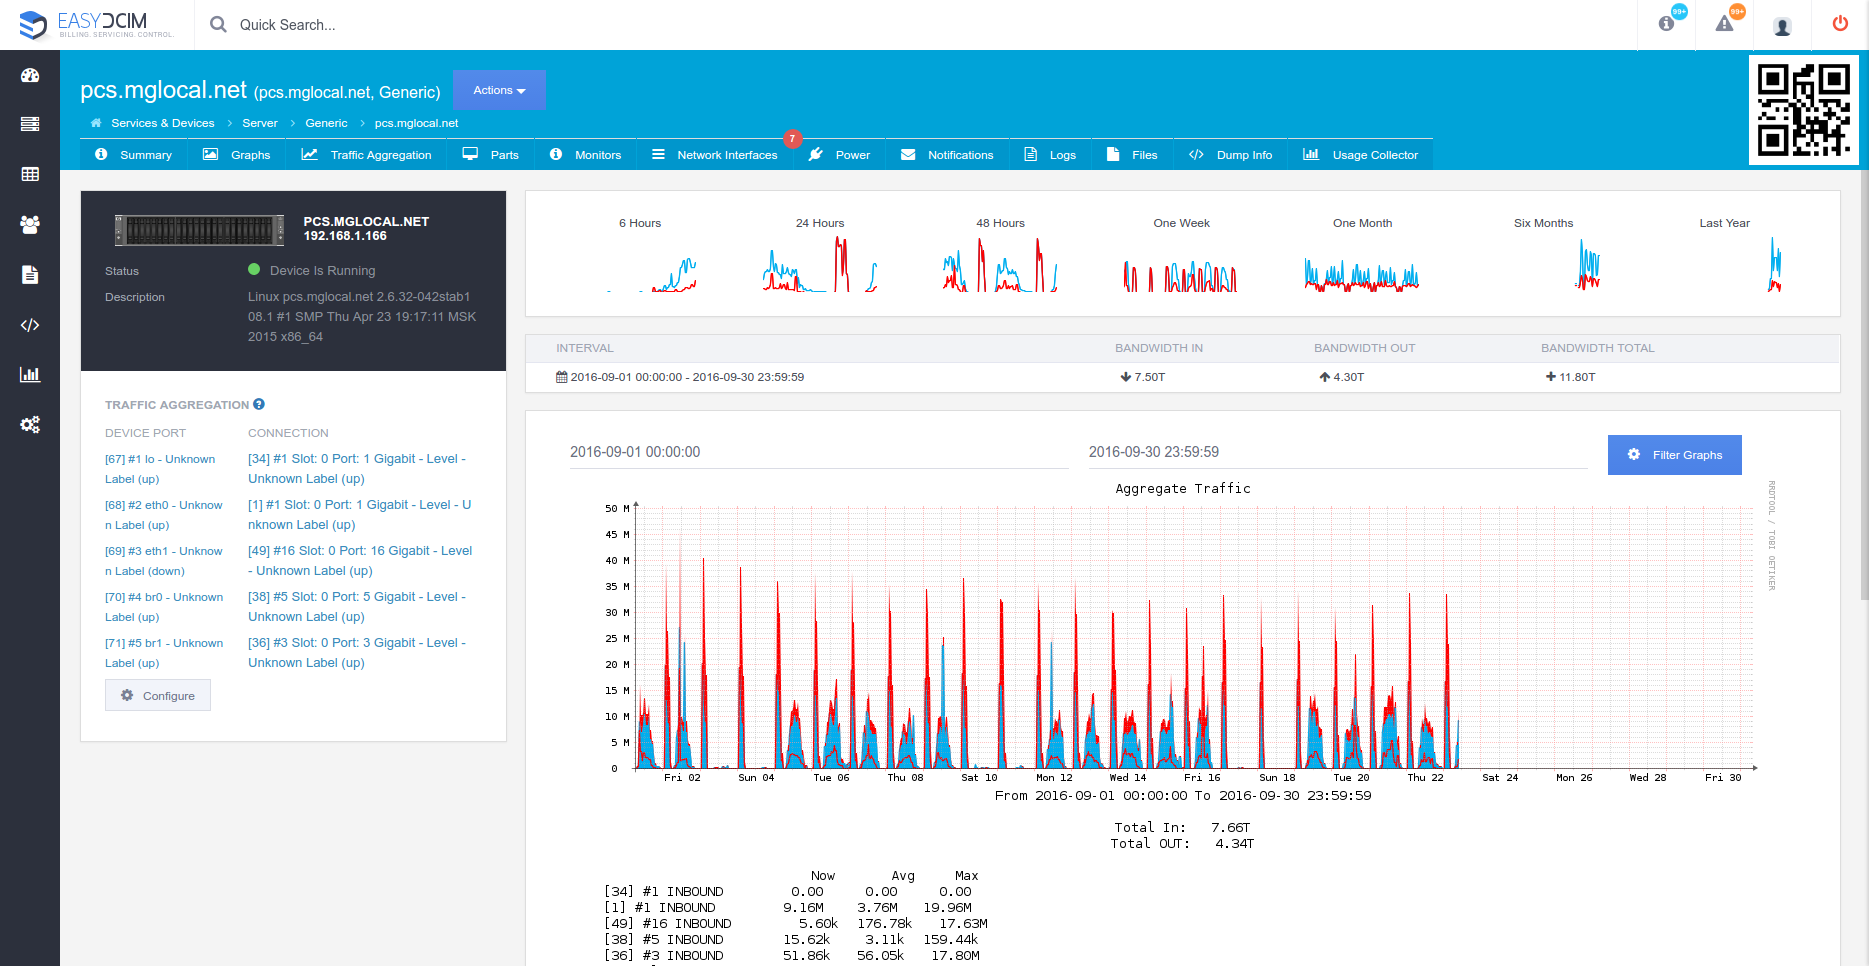 EASYDCIM
BILLING. SERVICING. CONTROL.
Quick Search...
99+
99+
pcs.mglocal.net (pcs.mglocal.net, Generic)
Actions
Services & Devices > Server > Generic > pcs.mglocal.net
Summary
Graphs
Traffic Aggregation
Parts
Monitors
Network Interfaces
7
Power
Notifications
Logs
Files
Dump Info
Usage Collector
PCS.MGLOCAL.NET
192.168.1.166
Status
Device Is Running
Description
Linux pcs.mglocal.net 2.6.32-042stab1
08.1 #1 SMP Thu Apr 23 19:17:11 MSK
2015 x86_64
TRAFFIC AGGREGATION
DEVICE PORT CONNECTION
[67] #1 lo - Unknown [34] #1 Slot: 0 Port: 1 Gigabit - Level -
Label (up) Unknown Label (up)
[68] #2 eth0 - Unknow [1] #1 Slot: 0 Port: 1 Gigabit - Level - U
n Label (up) nknown Label (up)
[69] #3 eth1 - Unknow [49] #16 Slot: 0 Port: 16 Gigabit - Level
n Label (down) - Unknown Label (up)
[70] #4 br0 - Unknown [38] #5 Slot: 0 Port: 5 Gigabit - Level -
Label (up) Unknown Label (up)
[71] #5 br1 - Unknown [36] #3 Slot: 0 Port: 3 Gigabit - Level -
Label (up) Unknown Label (up)
Configure
6 Hours 24 Hours 48 Hours One Week One Month Six Months Last Year
INTERVAL BANDWIDTH IN BANDWIDTH OUT BANDWIDTH TOTAL
2016-09-01 00:00:00 - 2016-09-30 23:59:59 7.50T 4.30T 11.80T
2016-09-01 00:00:00 2016-09-30 23:59:59 Filter Graphs
Aggregate Traffic
RRDTOOL / TOBI OETIKER
50 M
45 M
40 M
35 M
30 M
25 M
20 M
15 M
10 M
5 M
0
Fri 02 Sun 04 Tue 06 Thu 08 Sat 10 Mon 12 Wed 14 Fri 16 Sun 18 Tue 20 Thu 22 Sat 24 Mon 26 Wed 28 Fri 30
From 2016-09-01 00:00:00 To 2016-09-30 23:59:59
Total In: 7.66T
Total OUT: 4.34T
Now Avg Max
[34] #1 INBOUND 0.00 0.00 0.00
[1] #1 INBOUND 9.16M 3.76M 19.96M
[49] #16 INBOUND 5.60k 176.78k 17.63M
[38] #5 INBOUND 15.62k 3.11k 159.44k
[36] #3 INBOUND 51.86k 56.05k 17.80M